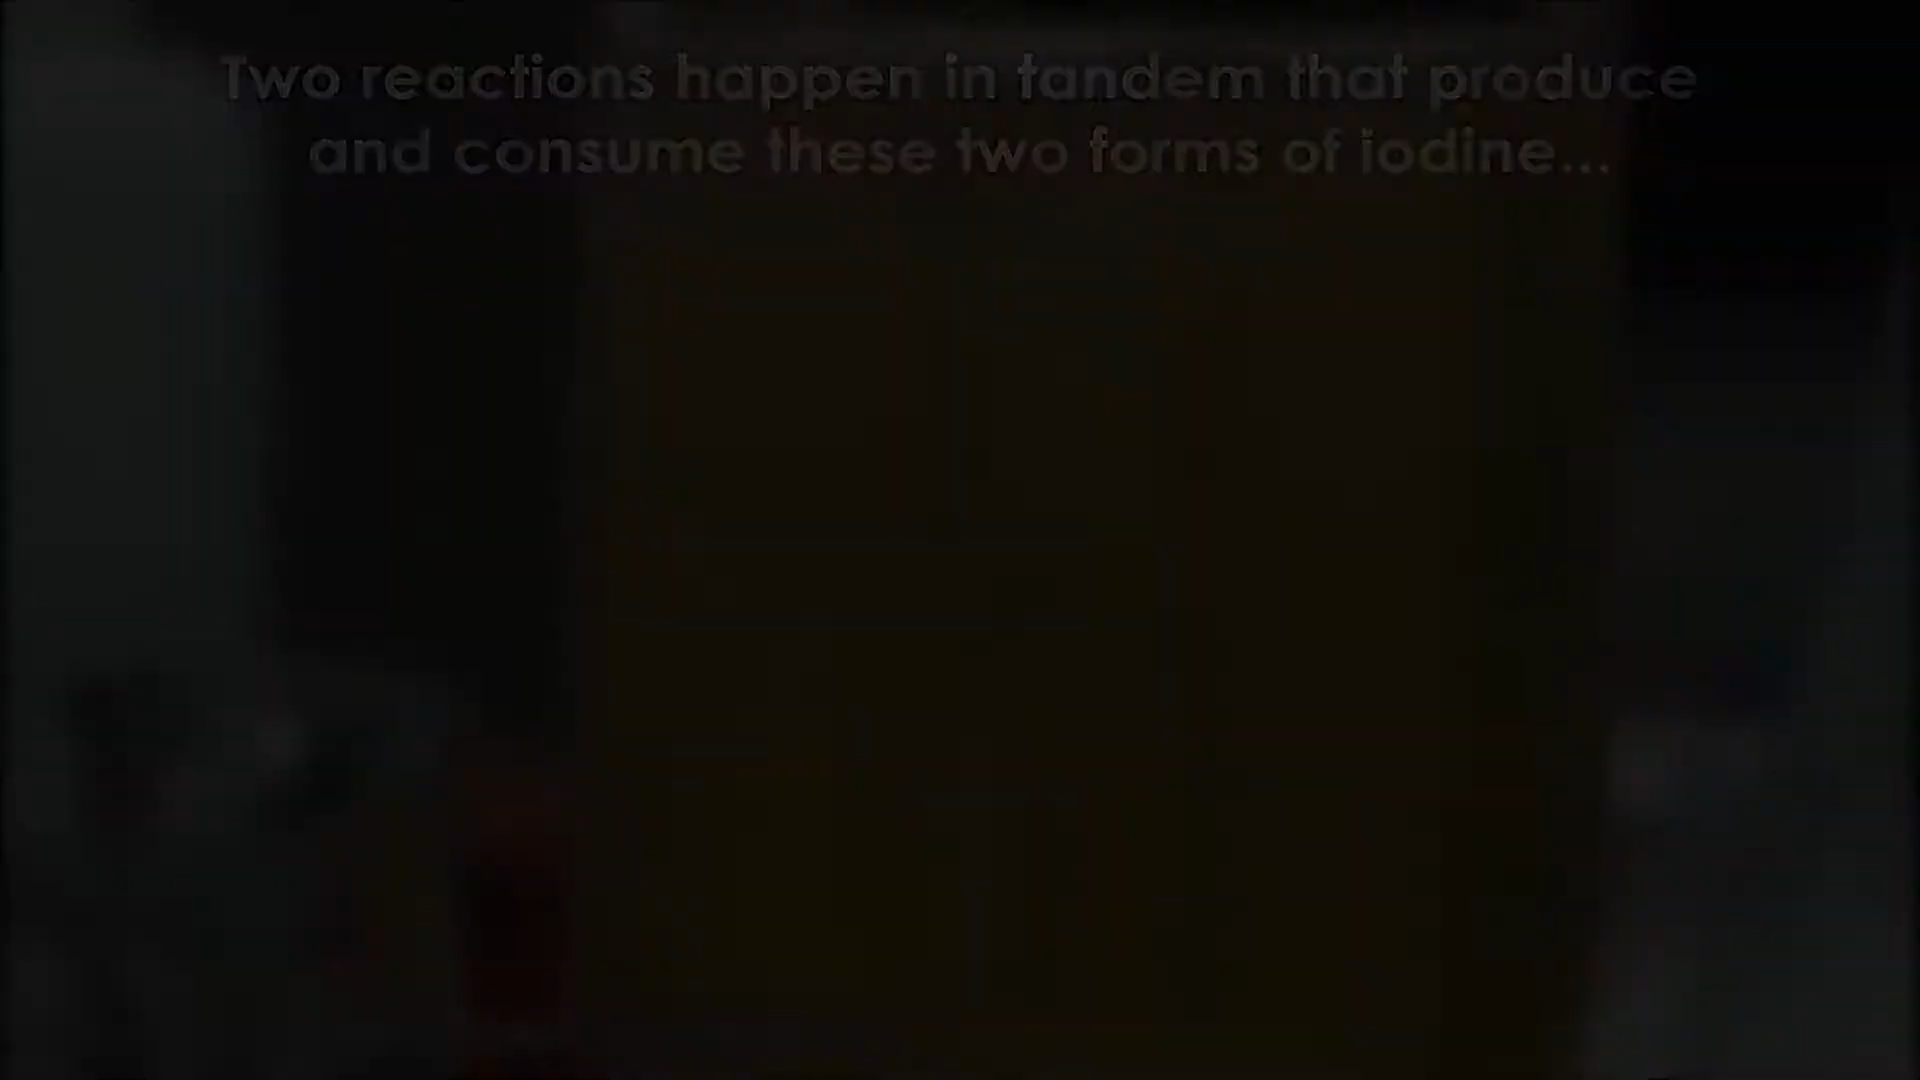 Two reactions happen in tandem that produce
and consume these two forms of iodine...